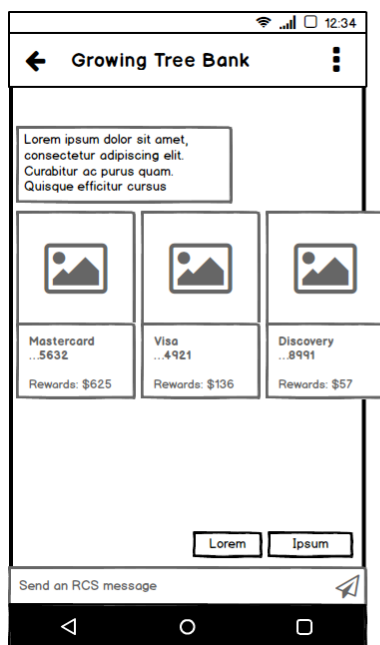 12:34
Growing Tree Bank
Lorem ipsum dolor sit amet,
consectetur adipiscing elit.
Curabitur ac purus quam.
Quisque efficitur cursus
Mastercard
...5632
Rewards: $625
Visa
...4921
Rewards: $136
Discovery
...8991
Rewards: $57
Lorem
Ipsum
Send an RCS message